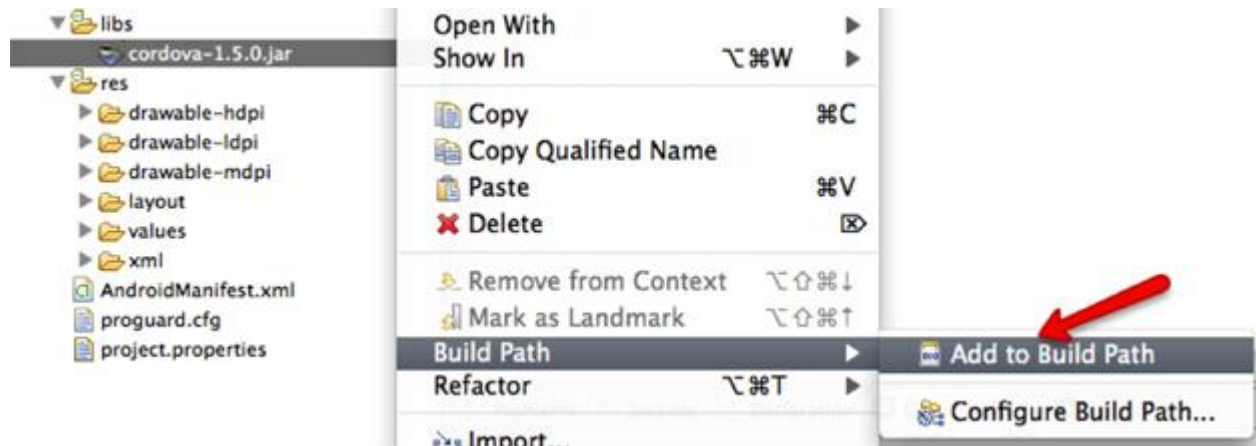 libs
cordova-1.5.0.jar
res
drawable-hdpi
drawable-ldpi
drawable-mdpi
layout
values
xml
AndroidManifest.xml
proguard.cfg
project.properties
Open With
Show In ⌥⌘W
Copy ⌘C
Copy Qualified Name
Paste ⌘V
Delete ⌦
Remove from Context ⌥⇧⌘↓
Mark as Landmark ⌥⇧⌘↑
Build Path
Refactor ⌥⌘T
Import...
Add to Build Path
Configure Build Path...